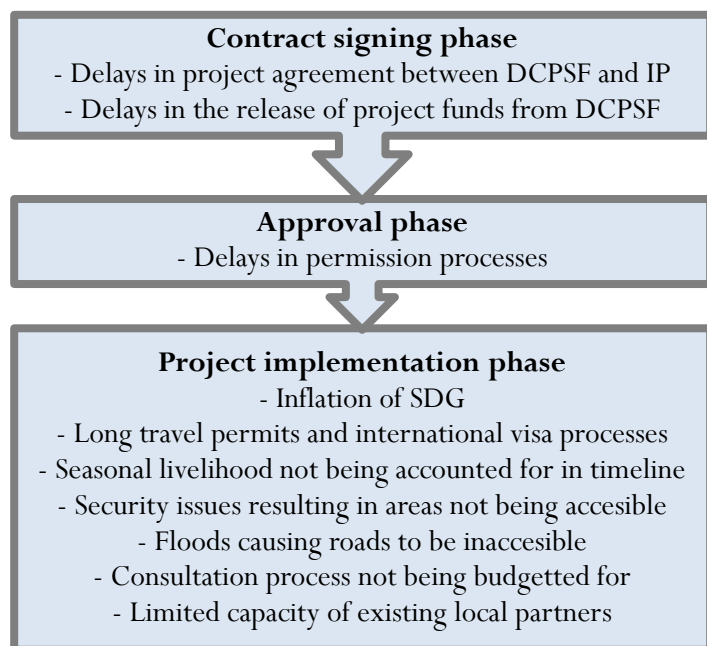 Contract signing phase
- Delays in project agreement between DCPSF and IP
- Delays in the release of project funds from DCPSF
Approval phase
- Delays in permission processes
Project implementation phase
- Inflation of SDG
- Long travel permits and international visa processes
- Seasonal livelihood not being accounted for in timeline
- Security issues resulting in areas not being accesible
- Floods causing roads to be inaccesible
- Consultation process not being budgetted for
- Limited capacity of existing local partners